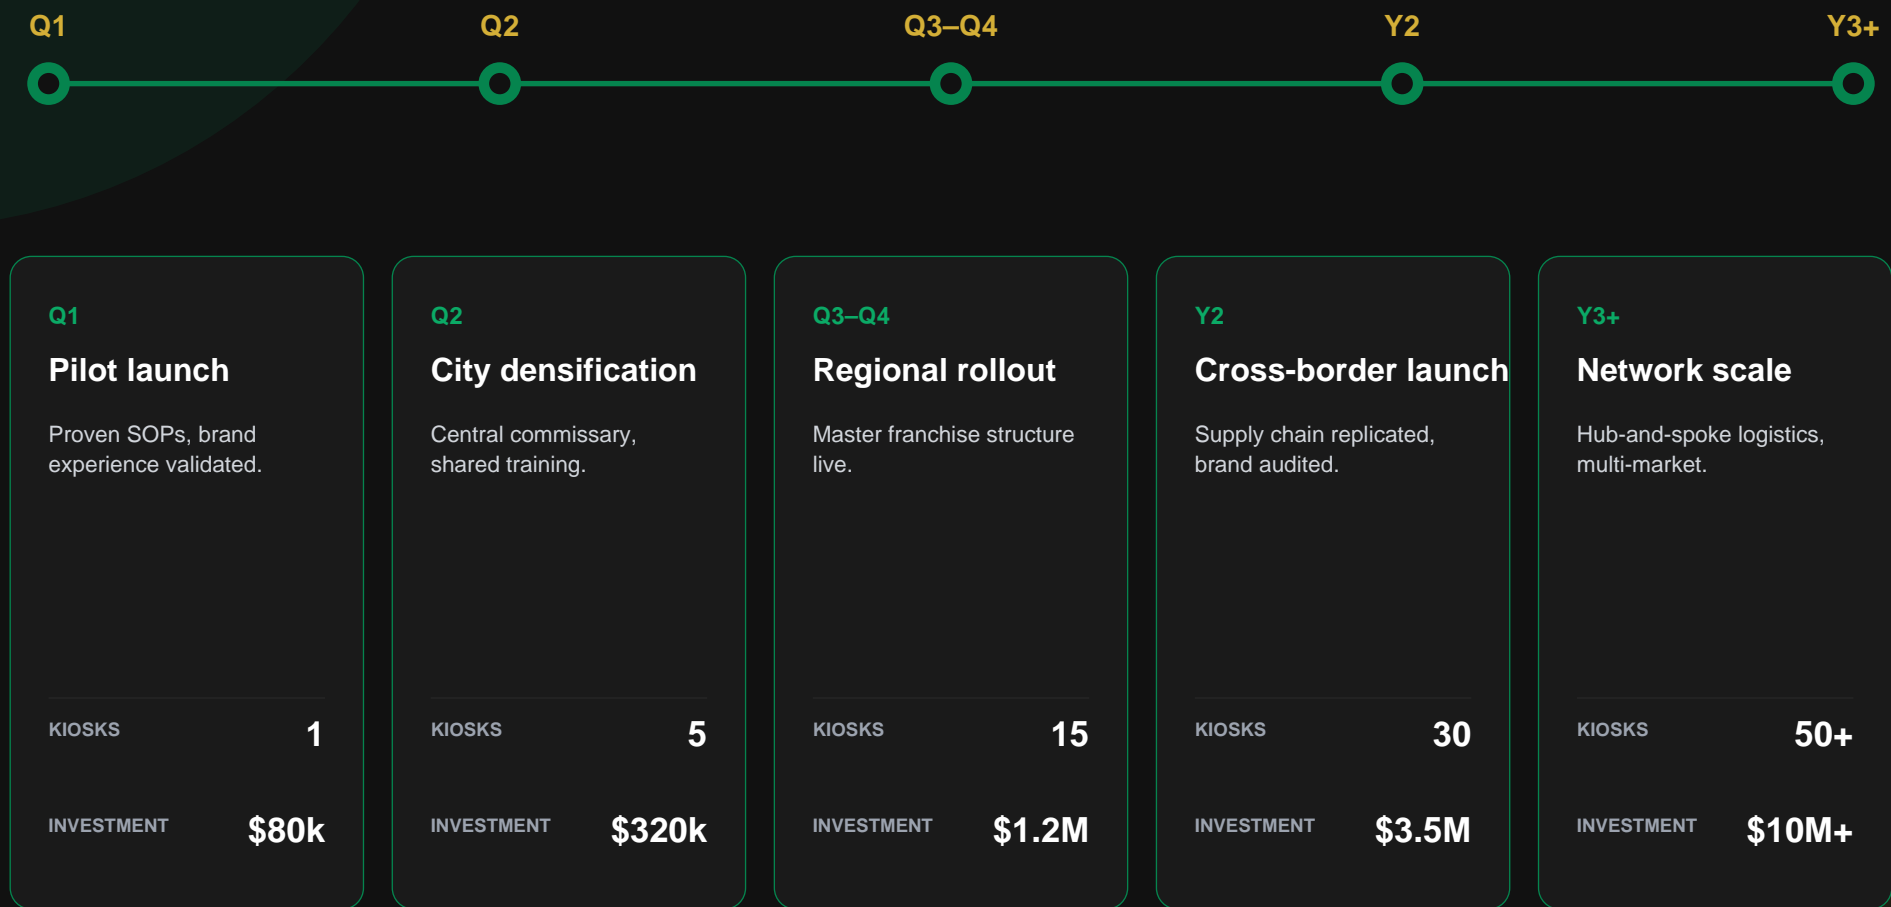 Q1
Q2
Q3–Q4
Y2
Y3+
Q1
Pilot launch
Proven SOPs, brand
experience validated.
KIOSKS 1
INVESTMENT $80k
Q2
City densification
Central commissary,
shared training.
KIOSKS 5
INVESTMENT $320k
Q3–Q4
Regional rollout
Master franchise structure
live.
KIOSKS 15
INVESTMENT $1.2M
Y2
Cross-border launch
Supply chain replicated,
brand audited.
KIOSKS 30
INVESTMENT $3.5M
Y3+
Network scale
Hub-and-spoke logistics,
multi-market.
KIOSKS 50+
INVESTMENT $10M+